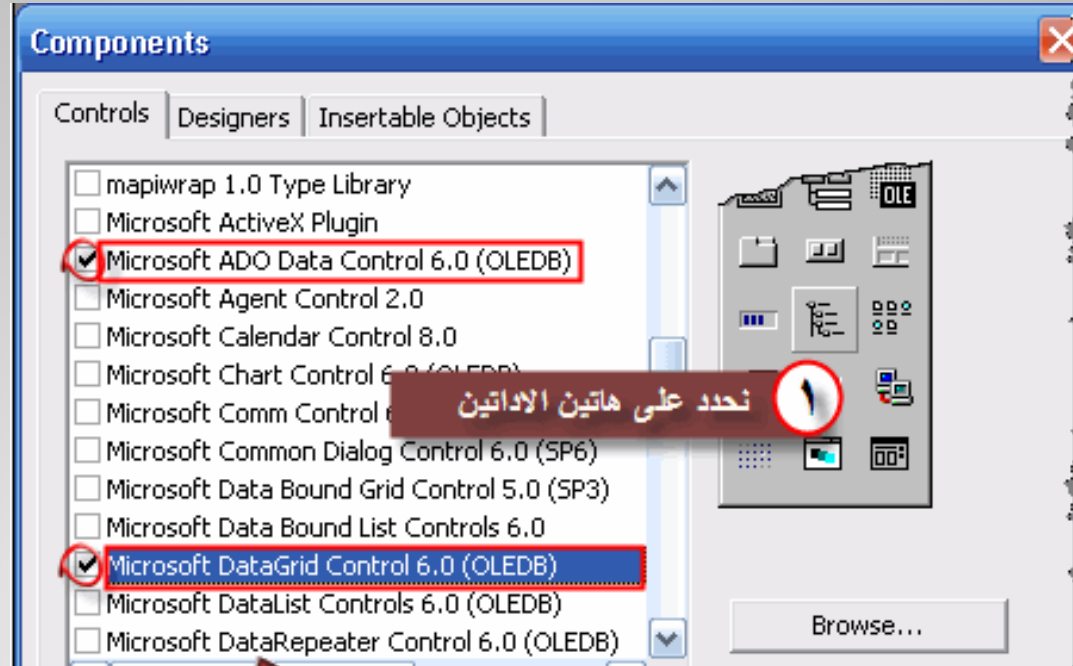 Components
Controls
Designers
Insertable Objects
mapiwrap 1.0 Type Library
Microsoft ActiveX Plugin
Microsoft ADO Data Control 6.0 (OLEDB)
Microsoft Agent Control 2.0
Microsoft Calendar Control 8.0
Microsoft Chart Control 6.0 (OLEDB)
Microsoft Comm Control
Microsoft Common Dialog Control 6.0 (SP6)
Microsoft Data Bound Grid Control 5.0 (SP3)
Microsoft Data Bound List Controls 6.0
Microsoft DataGrid Control 6.0 (OLEDB)
Microsoft DataList Controls 6.0 (OLEDB)
Microsoft DataRepeater Control 6.0 (OLEDB)
OLE
١ نحدد على هاتين الاداتين
Browse...